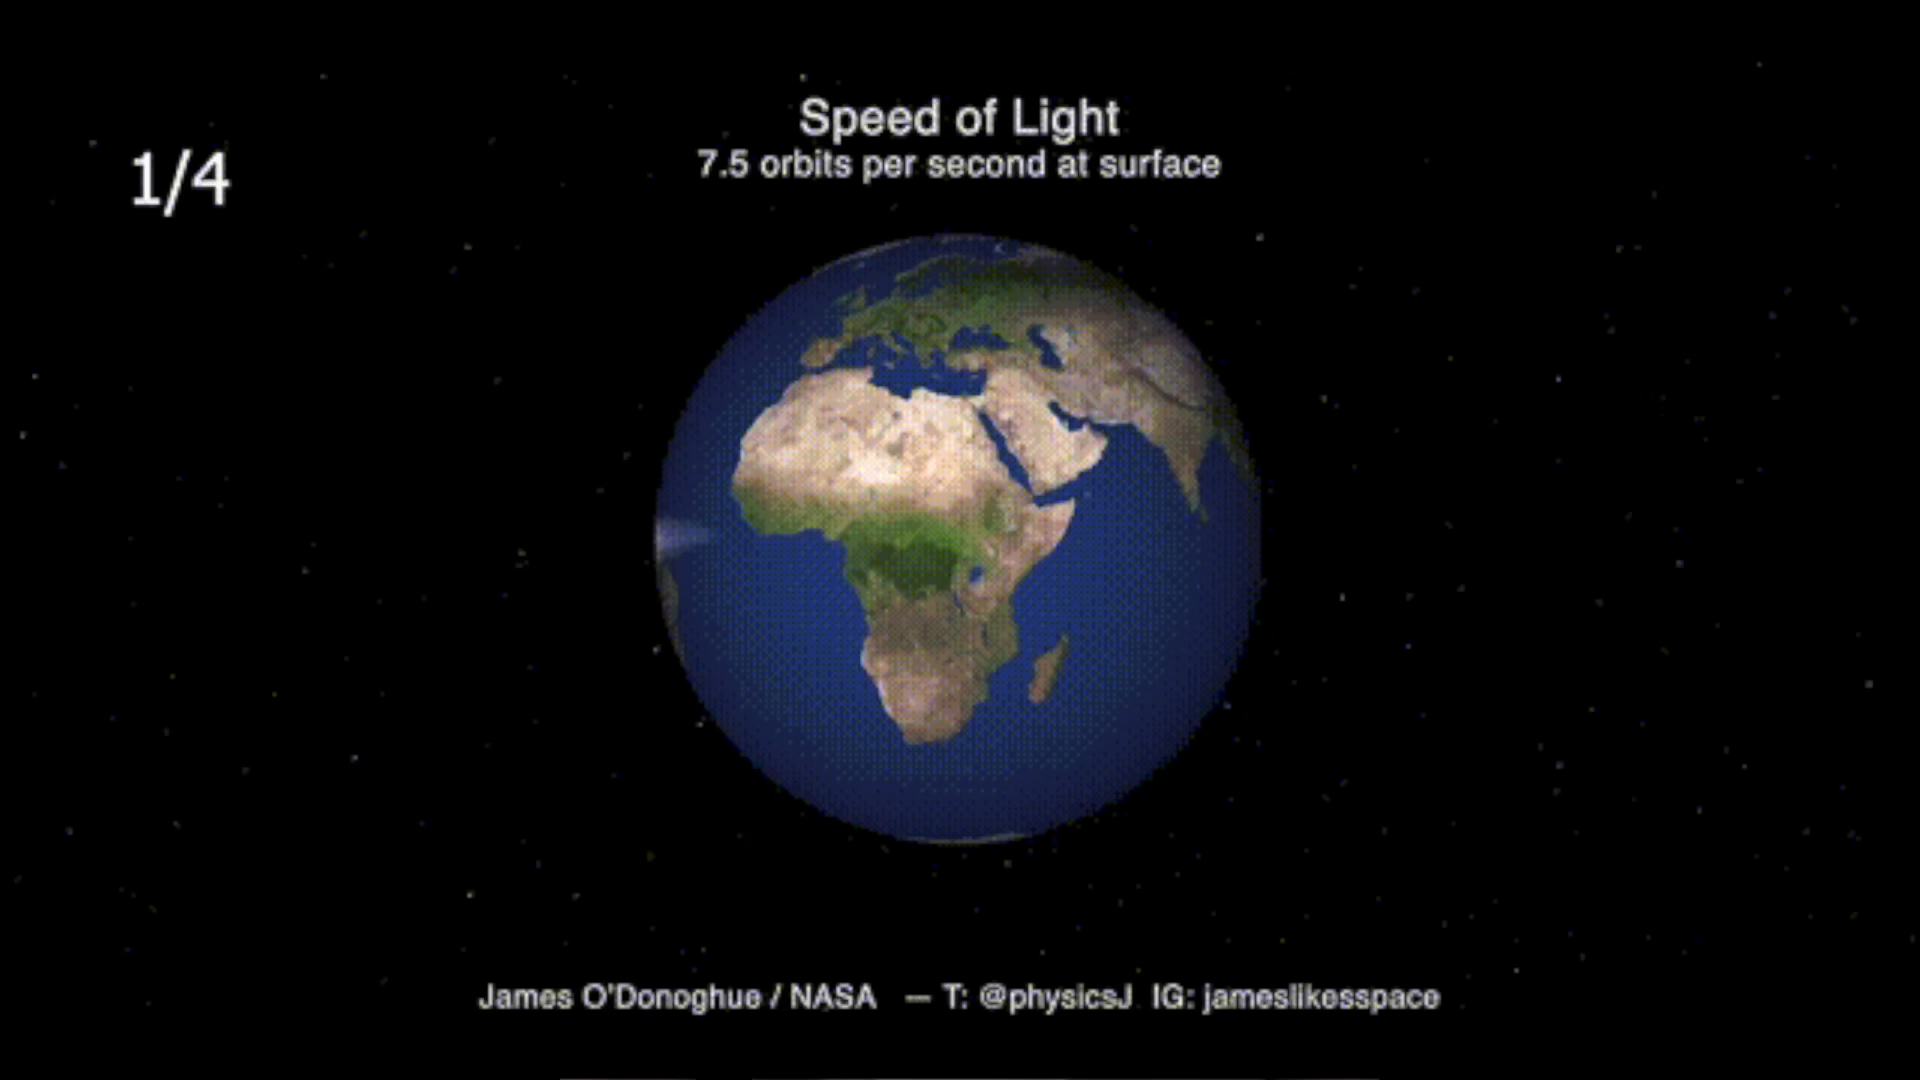 Speed of Light
7.5 orbits per second at surface
1/4
James O'Donoghue / NASA — T: @physicsJ IG: jameslikesspace